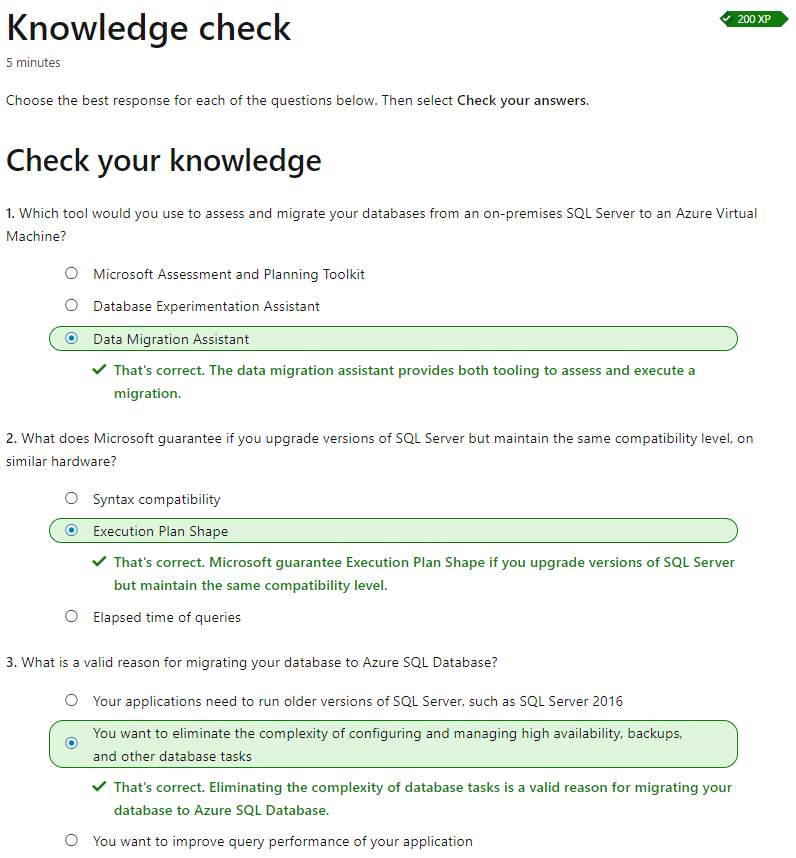 Knowledge check
200 XP
5 minutes
Choose the best response for each of the questions below. Then select Check your answers.
Check your knowledge
1. Which tool would you use to assess and migrate your databases from an on-premises SQL Server to an Azure Virtual
Machine?
Microsoft Assessment and Planning Toolkit
Database Experimentation Assistant
Data Migration Assistant
That's correct. The data migration assistant provides both tooling to assess and execute a
migration.
2. What does Microsoft guarantee if you upgrade versions of SQL Server but maintain the same compatibility level, on
similar hardware?
Syntax compatibility
Execution Plan Shape
That's correct. Microsoft guarantee Execution Plan Shape if you upgrade versions of SQL Server
but maintain the same compatibility level.
Elapsed time of queries
3. What is a valid reason for migrating your database to Azure SQL Database?
Your applications need to run older versions of SQL Server, such as SQL Server 2016
You want to eliminate the complexity of configuring and managing high availability, backups,
and other database tasks
That's correct. Eliminating the complexity of database tasks is a valid reason for migrating your
database to Azure SQL Database.
You want to improve query performance of your application